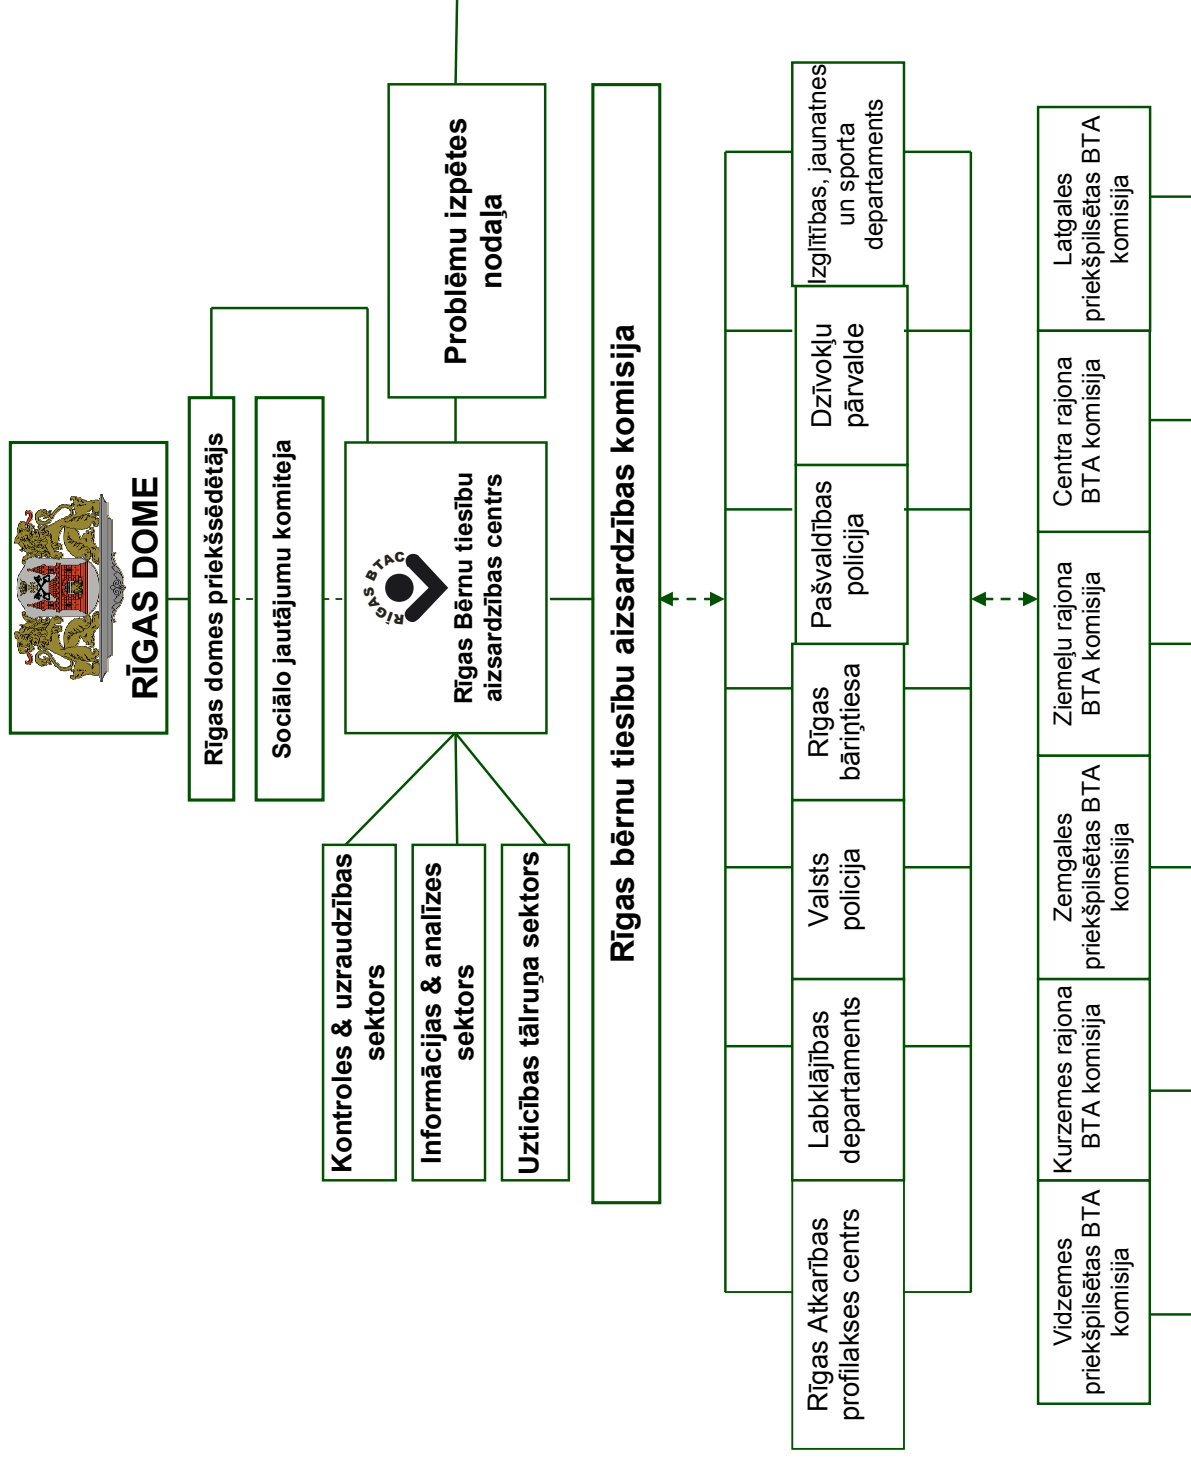 RĪGAS DOME
Rīgas domes priekšsēdētājs
Sociālo jautājumu komiteja
RĪGAS BTAC
Rīgas Bērnu tiesību
aizsardzības centrs
Problēmu izpētes
nodaļa
Kontroles & uzraudzības
sektors
Informācijas & analīzes
sektors
Uzticības tālruņa sektors
Rīgas bērnu tiesību aizsardzības komisija
Rīgas Atkarības
profilakses centrs
Labklājības
departaments
Valsts
policija
Rīgas
bāriņtiesa
Pašvaldības
policija
Dzīvokļu
pārvalde
Izglītības, jaunatnes
un sporta
departaments
Vidzemes
priekšpilsētas BTA
komisija
Kurzemes rajona
BTA komisija
Zemgales
priekšpilsētas BTA
komisija
Ziemeļu rajona
BTA komisija
Centra rajona
BTA komisija
Latgales
priekšpilsētas BTA
komisija